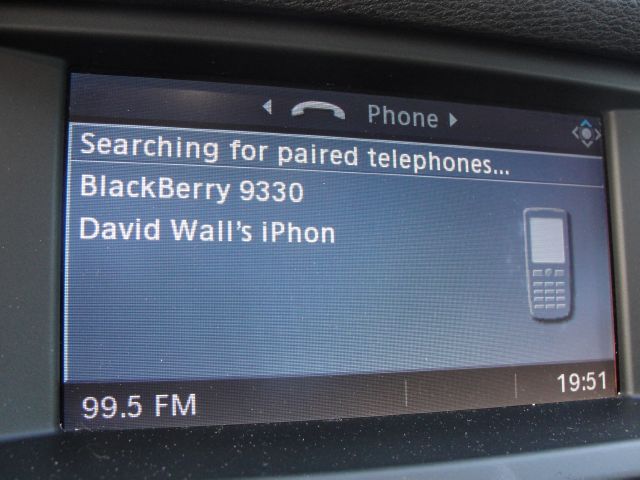 Phone
Searching for paired telephones...
BlackBerry 9330
David Wall's iPhon
99.5 FM
19:51